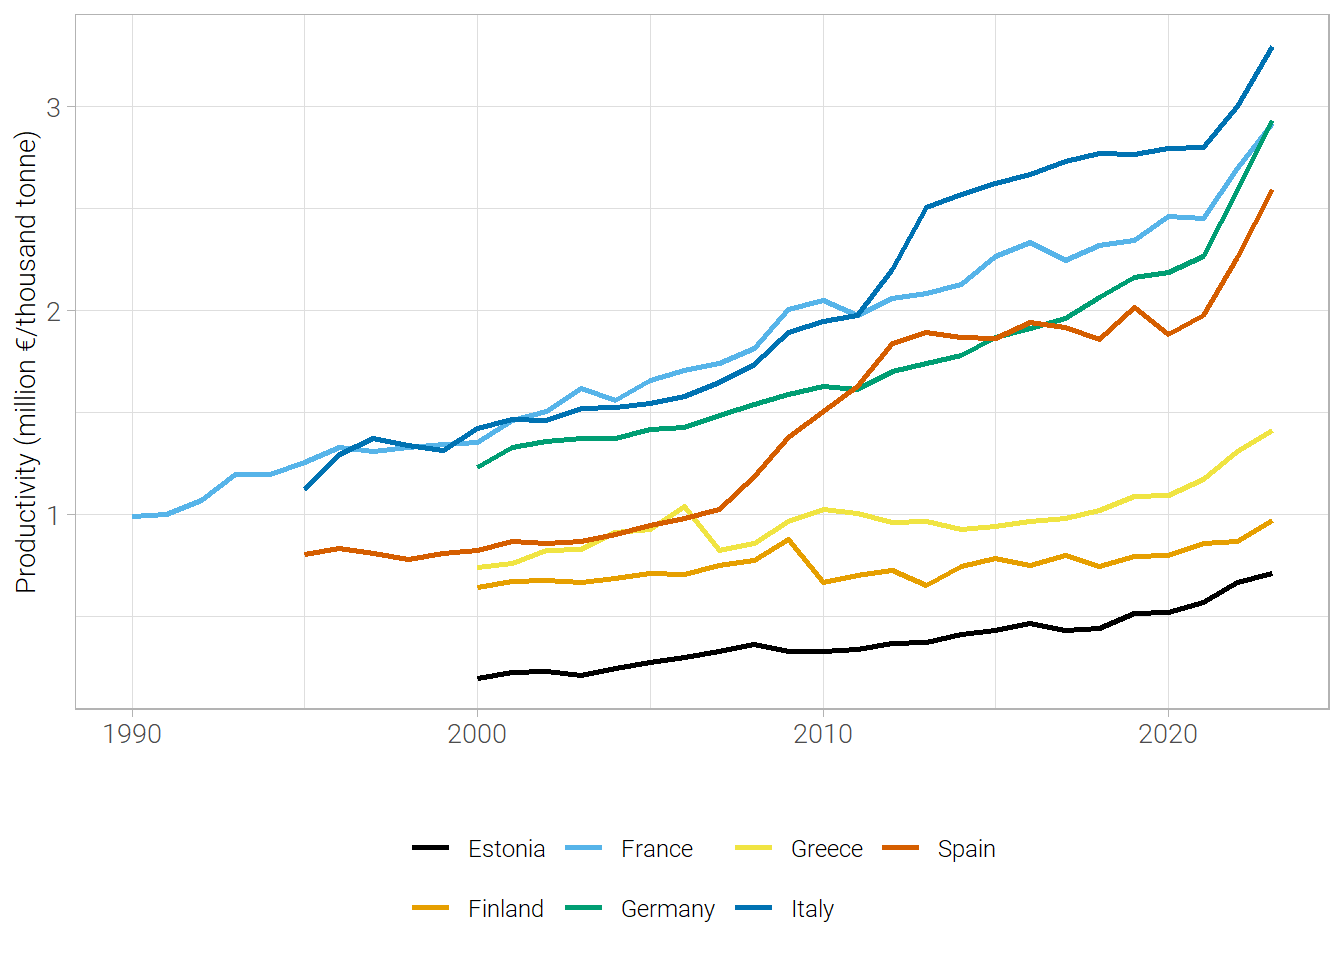 Productivity (million €/thousand tonne)
3
2
1
1990 2000 2010 2020
Estonia France Greece Spain
Finland Germany Italy